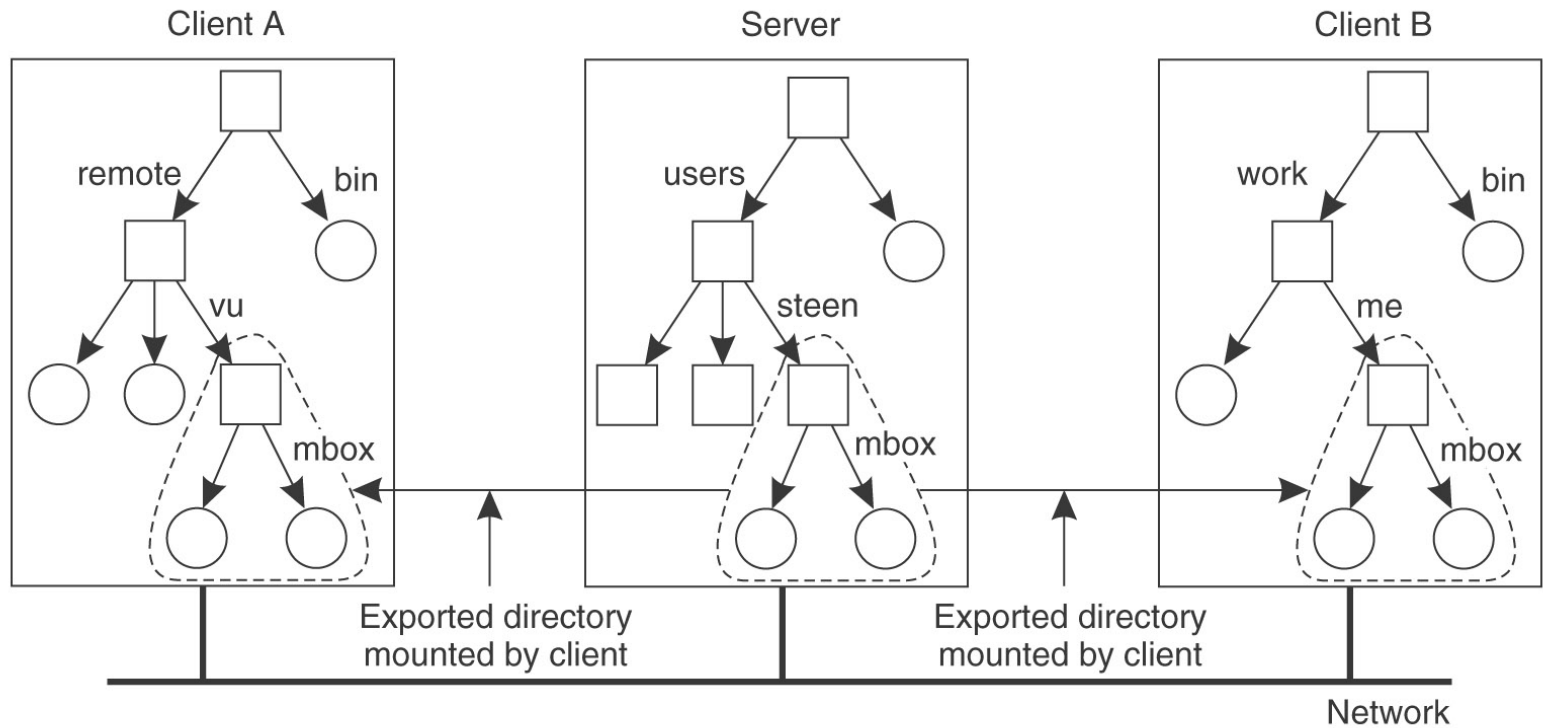 Client A
Server
Client B
remote
bin
users
work
bin
vu
steen
me
mbox
mbox
mbox
Exported directory
mounted by client
Exported directory
mounted by client
Network